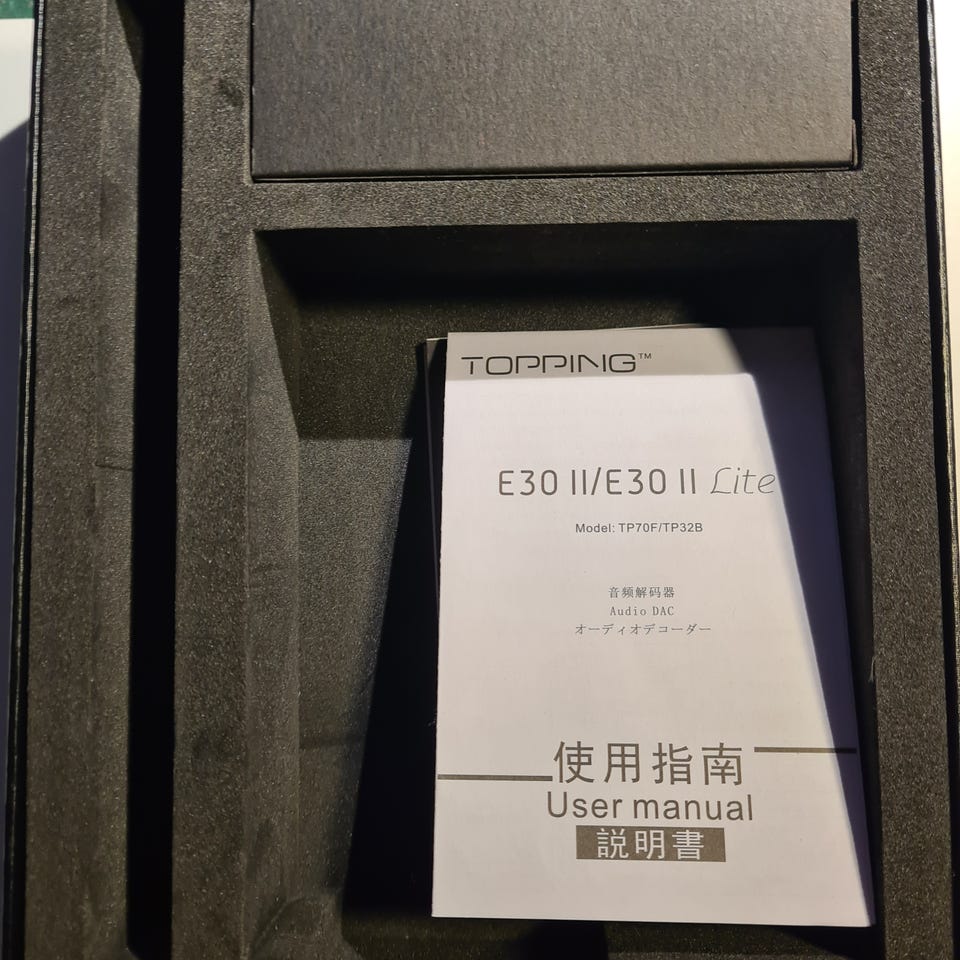 TOPPING™
E30 II/E30 II Lite
Model: TP70F/TP32B
音频解码器
Audio DAC
オーディオデコーダー
使用指南
User manual
説明書